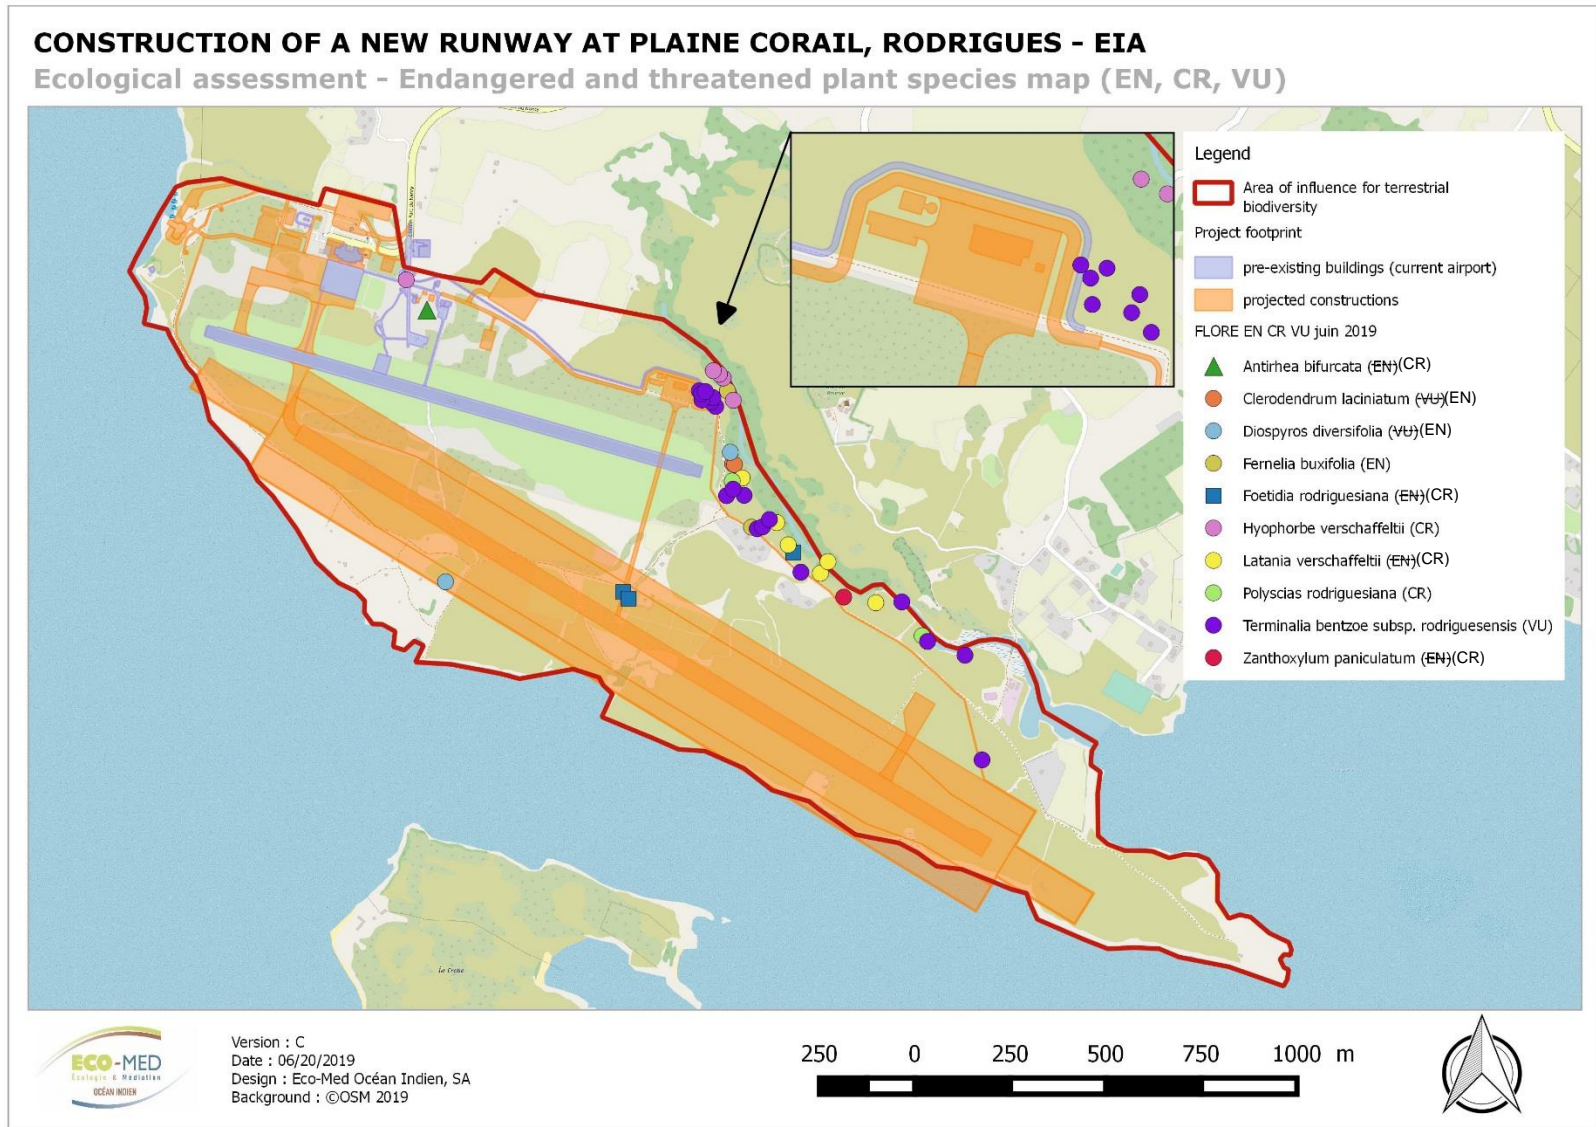 CONSTRUCTION OF A NEW RUNWAY AT PLAINE CORAIL, RODRIGUES - EIA
Ecological assessment - Endangered and threatened plant species map (EN, CR, VU)
Legend
Area of influence for terrestrial
biodiversity
Project footprint
pre-existing buildings (current airport)
projected constructions
FLORE EN CR VU juin 2019
Antirhea bifurcata (EN)(CR)
Clerodendrum laciniatum (VU)(EN)
Diospyros diversifolia (VU)(EN)
Fernelia buxifolia (EN)
Foetidia rodriguesiana (EN)(CR)
Hyophorbe verschaffeltii (CR)
Latania verschaffeltii (EN)(CR)
Polyscias rodriguesiana (CR)
Terminalia bentzoe subsp. rodriguesensis (VU)
Zanthoxylum paniculatum (EN)(CR)
ECO-MED
Écologie & Médiation
OCÉAN INDIEN
Version : C
Date : 06/20/2019
Design : Eco-Med Océan Indien, SA
Background : ©OSM 2019
250 0 250 500 750 1000 m